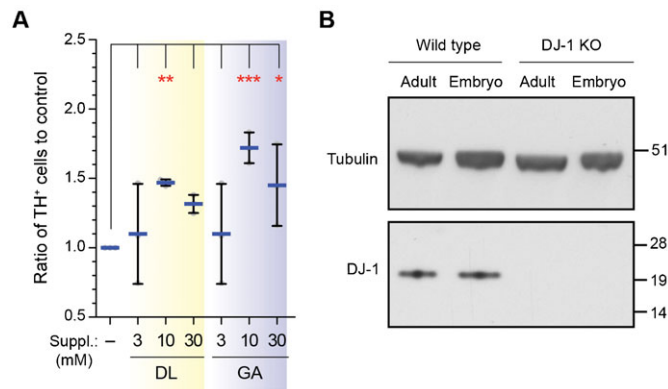 A
Ratio of TH⁺ cells to control
2.5
2.0
1.5
1.0
0.5
** *** *
Suppl.: – 3 10 30 3 10 30
(mM)
DL GA
B
Wild type DJ-1 KO
Adult Embryo Adult Embryo
Tubulin 51
28
DJ-1 19
14